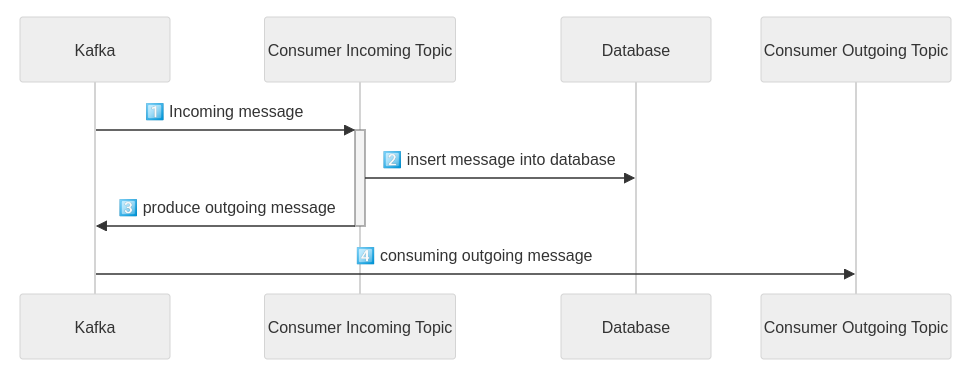 Kafka
Consumer Incoming Topic
Database
Consumer Outgoing Topic
1️⃣ Incoming message
2️⃣ insert message into database
3️⃣ produce outgoing message
4️⃣ consuming outgoing message
Kafka
Consumer Incoming Topic
Database
Consumer Outgoing Topic